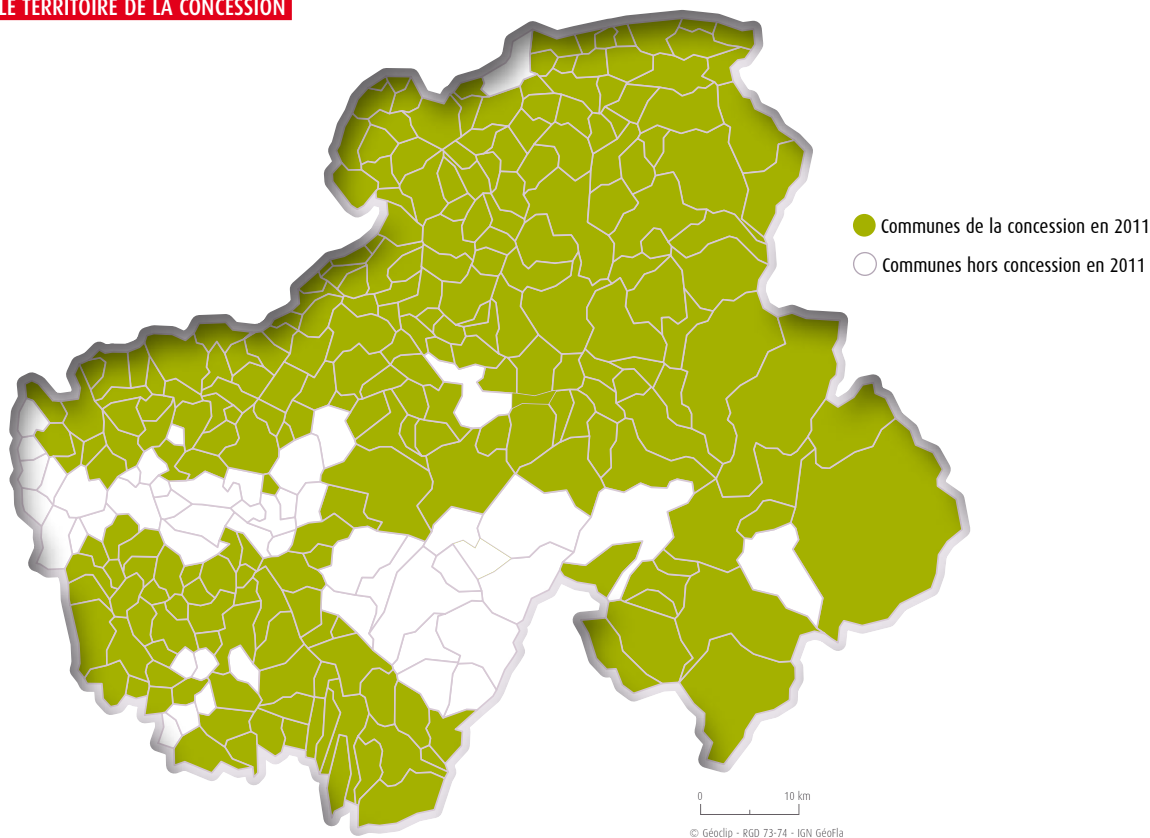 LE TERRITOIRE DE LA CONCESSION
Communes de la concession en 2011
Communes hors concession en 2011
0 10 km
© Géoclip - RGD 73-74 - IGN GéoFla